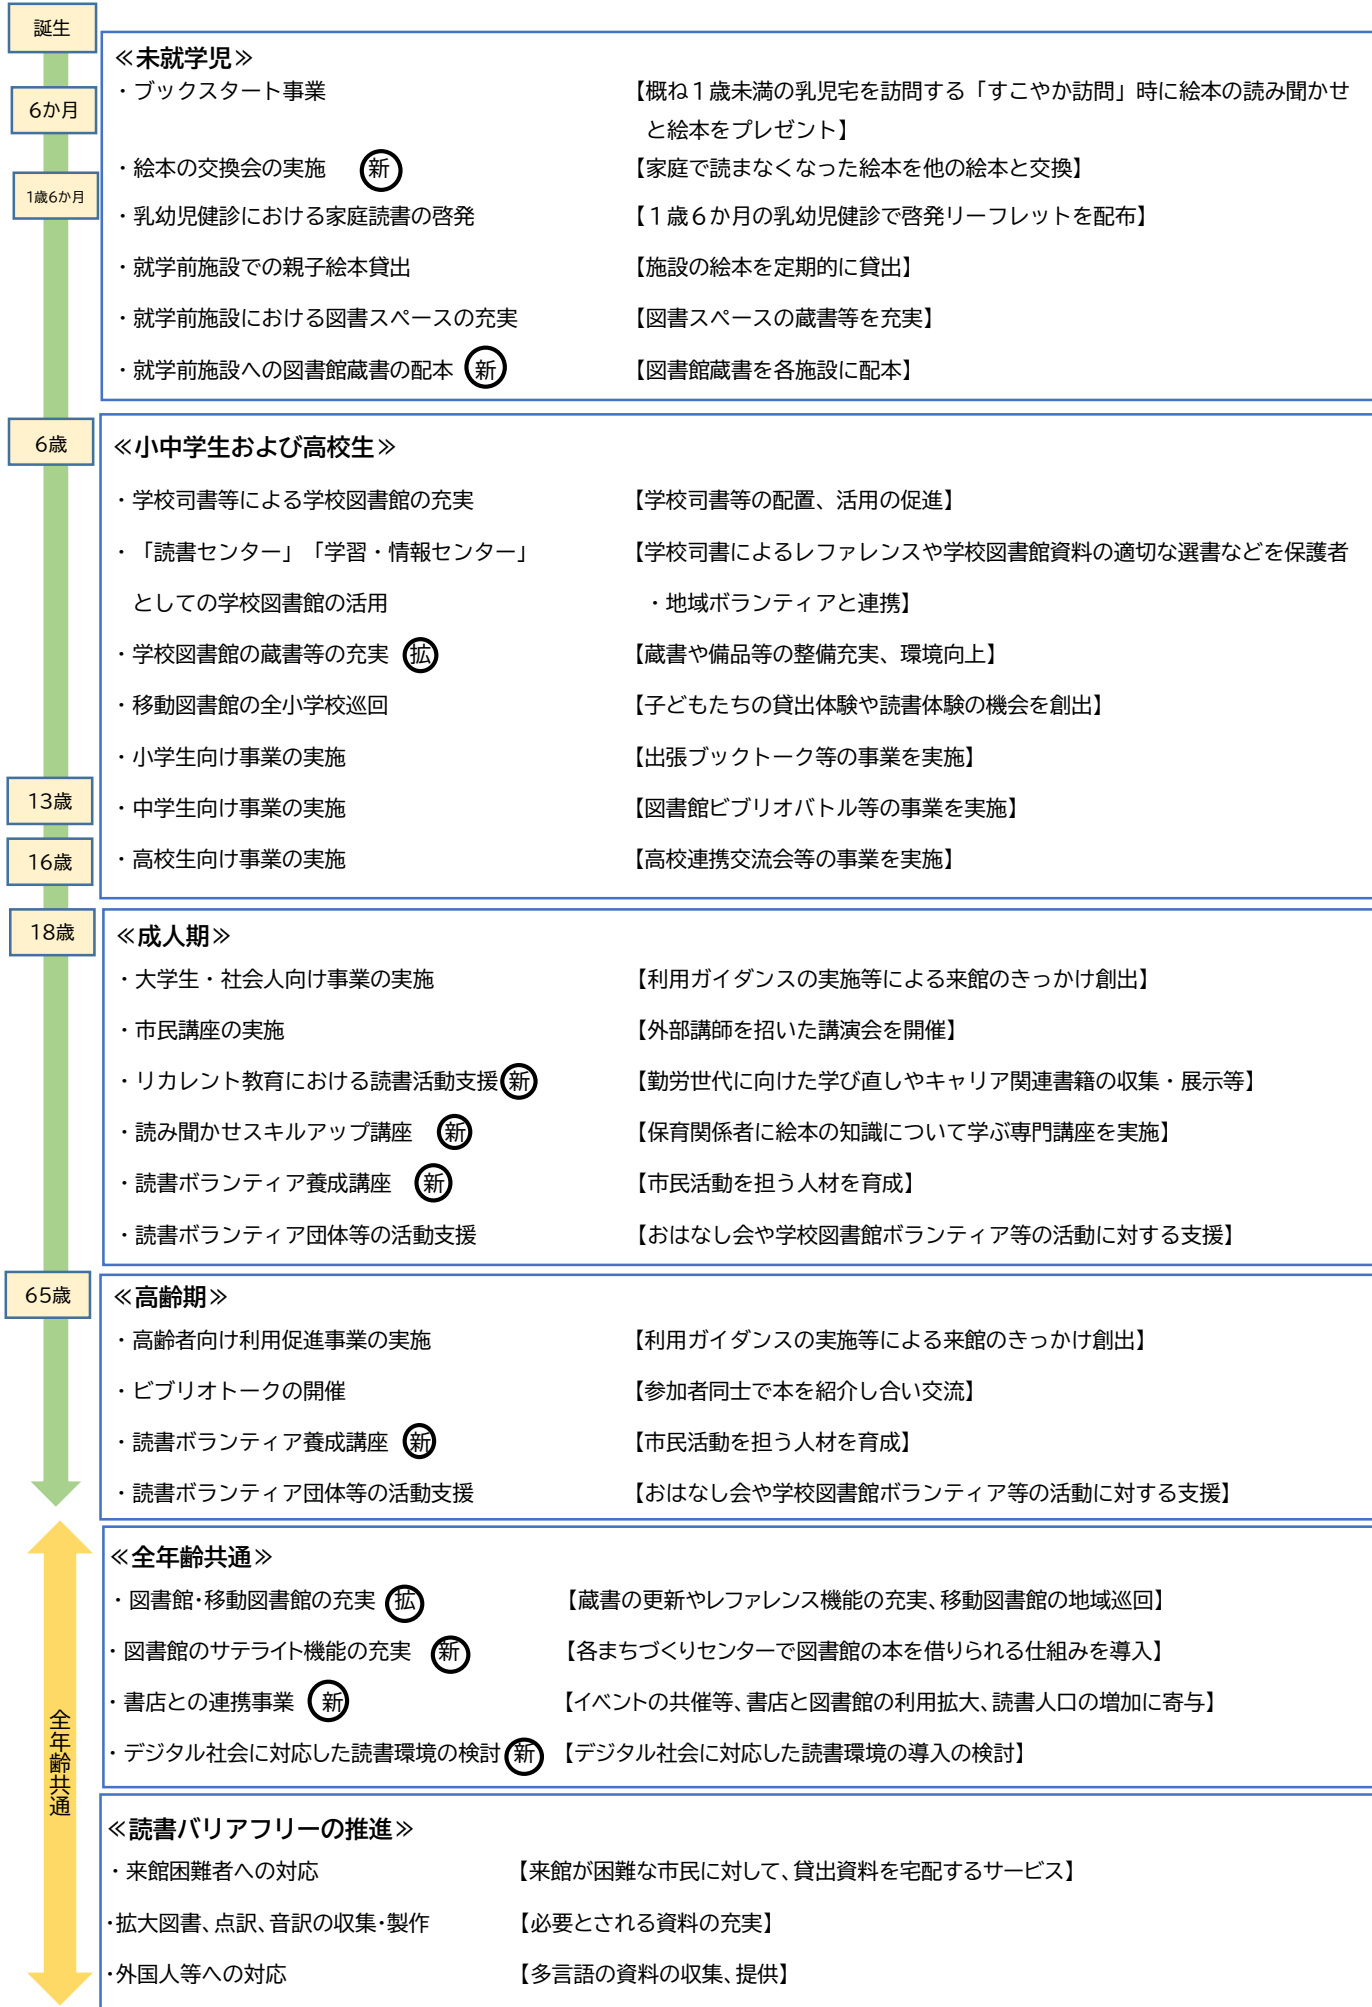 誕生
≪未就学児≫
・ブックスタート事業 【概ね1歳未満の乳児宅を訪問する「すこやか訪問」時に絵本の読み聞かせ
と絵本をプレゼント】
6か月
・絵本の交換会の実施 新 【家庭で読まなくなった絵本を他の絵本と交換】
1歳6か月
・乳幼児健診における家庭読書の啓発 【1歳6か月の乳幼児健診で啓発リーフレットを配布】
・就学前施設での親子絵本貸出 【施設の絵本を定期的に貸出】
・就学前施設における図書スペースの充実 【図書スペースの蔵書等を充実】
・就学前施設への図書館蔵書の配本 新 【図書館蔵書を各施設に配本】
6歳
≪小中学生および高校生≫
・学校司書等による学校図書館の充実 【学校司書等の配置、活用の促進】
・「読書センター」「学習・情報センター」 【学校司書によるレファレンスや学校図書館資料の適切な選書などを保護者
としての学校図書館の活用 ・地域ボランティアと連携】
・学校図書館の蔵書等の充実 拡 【蔵書や備品等の整備充実、環境向上】
・移動図書館の全小学校巡回 【子どもたちの貸出体験や読書体験の機会を創出】
・小学生向け事業の実施 【出張ブックトーク等の事業を実施】
13歳
・中学生向け事業の実施 【図書館ビブリオバトル等の事業を実施】
16歳
・高校生向け事業の実施 【高校連携交流会等の事業を実施】
18歳
≪成人期≫
・大学生・社会人向け事業の実施 【利用ガイダンスの実施等による来館のきっかけ創出】
・市民講座の実施 【外部講師を招いた講演会を開催】
・リカレント教育における読書活動支援 新 【勤労世代に向けた学び直しやキャリア関連書籍の収集・展示等】
・読み聞かせスキルアップ講座 新 【保育関係者に絵本の知識について学ぶ専門講座を実施】
・読書ボランティア養成講座 新 【市民活動を担う人材を育成】
・読書ボランティア団体等の活動支援 【おはなし会や学校図書館ボランティア等の活動に対する支援】
65歳
≪高齢期≫
・高齢者向け利用促進事業の実施 【利用ガイダンスの実施等による来館のきっかけ創出】
・ビブリオトークの開催 【参加者同士で本を紹介し合い交流】
・読書ボランティア養成講座 新 【市民活動を担う人材を育成】
・読書ボランティア団体等の活動支援 【おはなし会や学校図書館ボランティア等の活動に対する支援】
≪全年齢共通≫
・図書館・移動図書館の充実 拡 【蔵書の更新やレファレンス機能の充実、移動図書館の地域巡回】
・図書館のサテライト機能の充実 新 【各まちづくりセンターで図書館の本を借りられる仕組みを導入】
・書店との連携事業 新 【イベントの共催等、書店と図書館の利用拡大、読書人口の増加に寄与】
・デジタル社会に対応した読書環境の検討 新 【デジタル社会に対応した読書環境の導入の検討】
全年齢共通
≪読書バリアフリーの推進≫
・来館困難者への対応 【来館が困難な市民に対して、貸出資料を宅配するサービス】
・拡大図書、点訳、音訳の収集・製作 【必要とされる資料の充実】
・外国人等への対応 【多言語の資料の収集、提供】